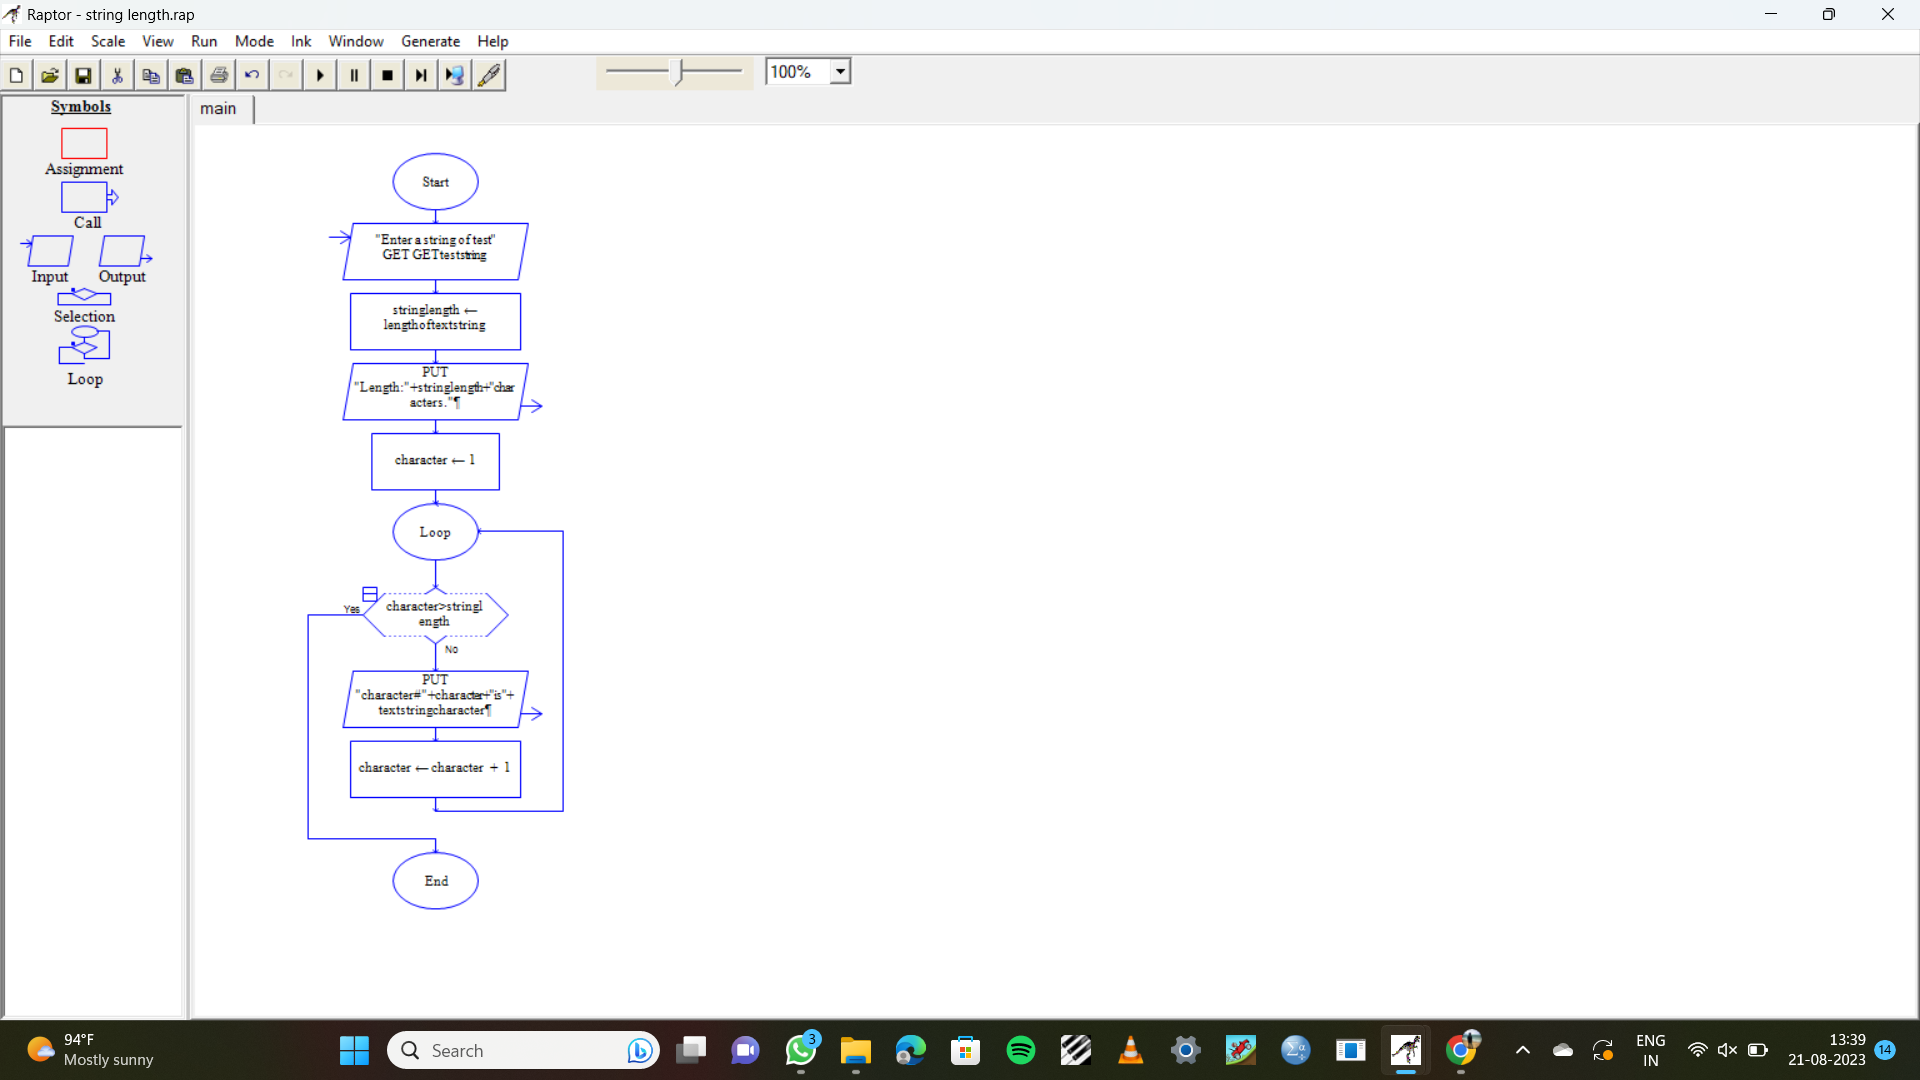 Raptor - string length.rap
File Edit Scale View Run Mode Ink Window Generate Help
100%
Symbols
Assignment
Call
Input Output
Selection
Loop
main
Start
"Enter a string of test"
GET GETteststring
stringlength ←
lengthoftextstring
PUT
"Length:"+stringlength+"char
acters."¶
character ← 1
Loop
Yes
character>stringl
ength
No
PUT
"character#"+character+"is"+
textstringcharacter¶
character ← character + 1
End
94°F
Mostly sunny
Search
3
ENG
IN
13:39
21-08-2023
14